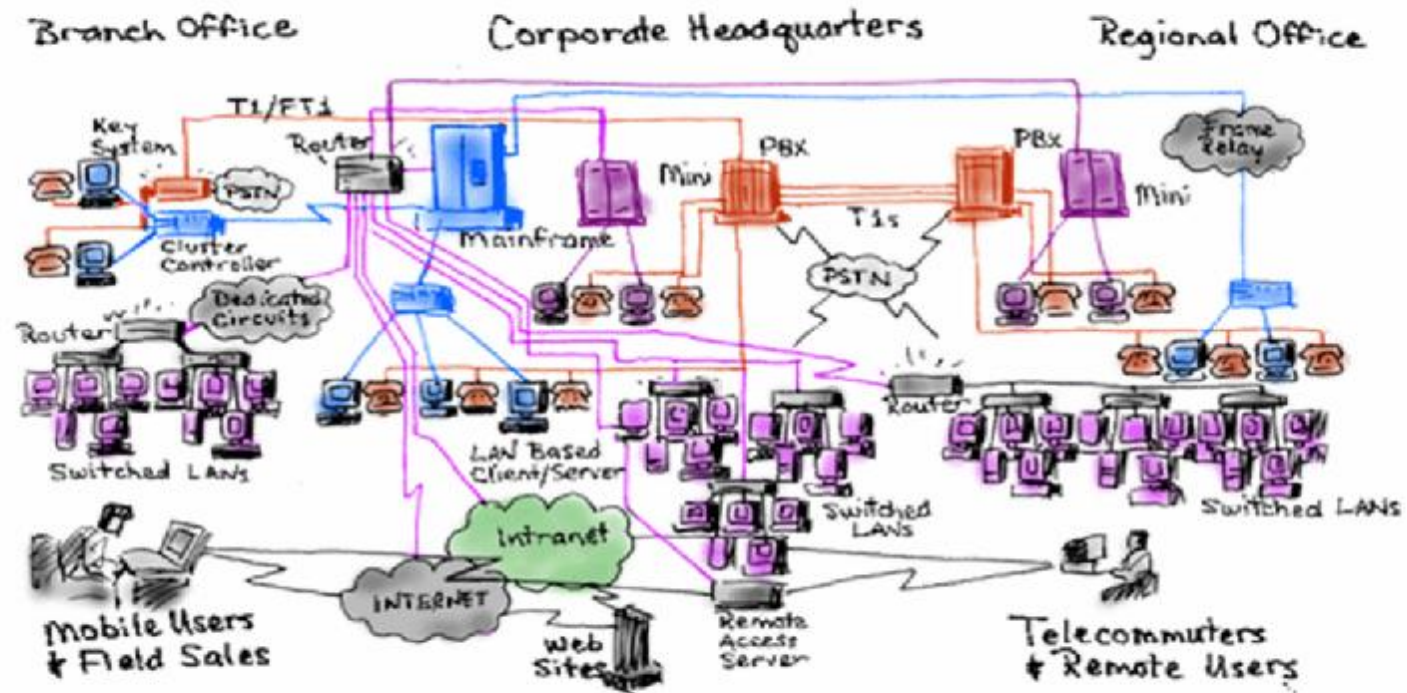 Branch Office
Corporate Headquarters
Regional Office
T1/FT1
Key
System
Router
PBX
PBX
Frame
Relay
PSTN
Mini
Mini
T1s
Mainframe
Cluster
Controller
PSTN
Dedicated
Circuits
Router
Router
LAN Based
Client/Server
Switched LANs
Switched
LANs
Switched LANs
Intranet
INTERNET
Mobile Users
& Field Sales
Web
Sites
Remote
Access
Server
Telecommuters
& Remote Users